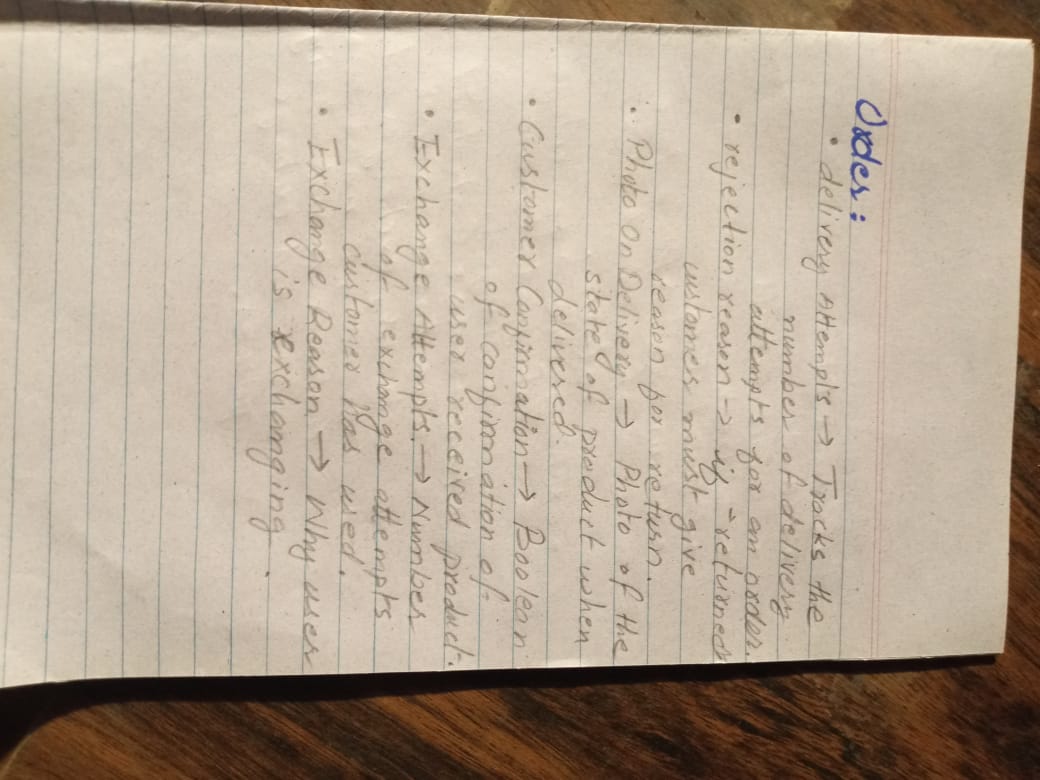 Order :
• delivery Attempts → Tracks the
number of delivery
attempts for an order.
• rejection reason → if "returned"
customer must give
reason for return.
• Photo On Delivery → Photo of the
state of product when
delivered.
• Customer Confirmation → Boolean
of confirmation of
user received product.
• Exchange Attempts. → Number
of exchange attempts
customer has used.
• Exchange Reason → Why user
is exchanging .